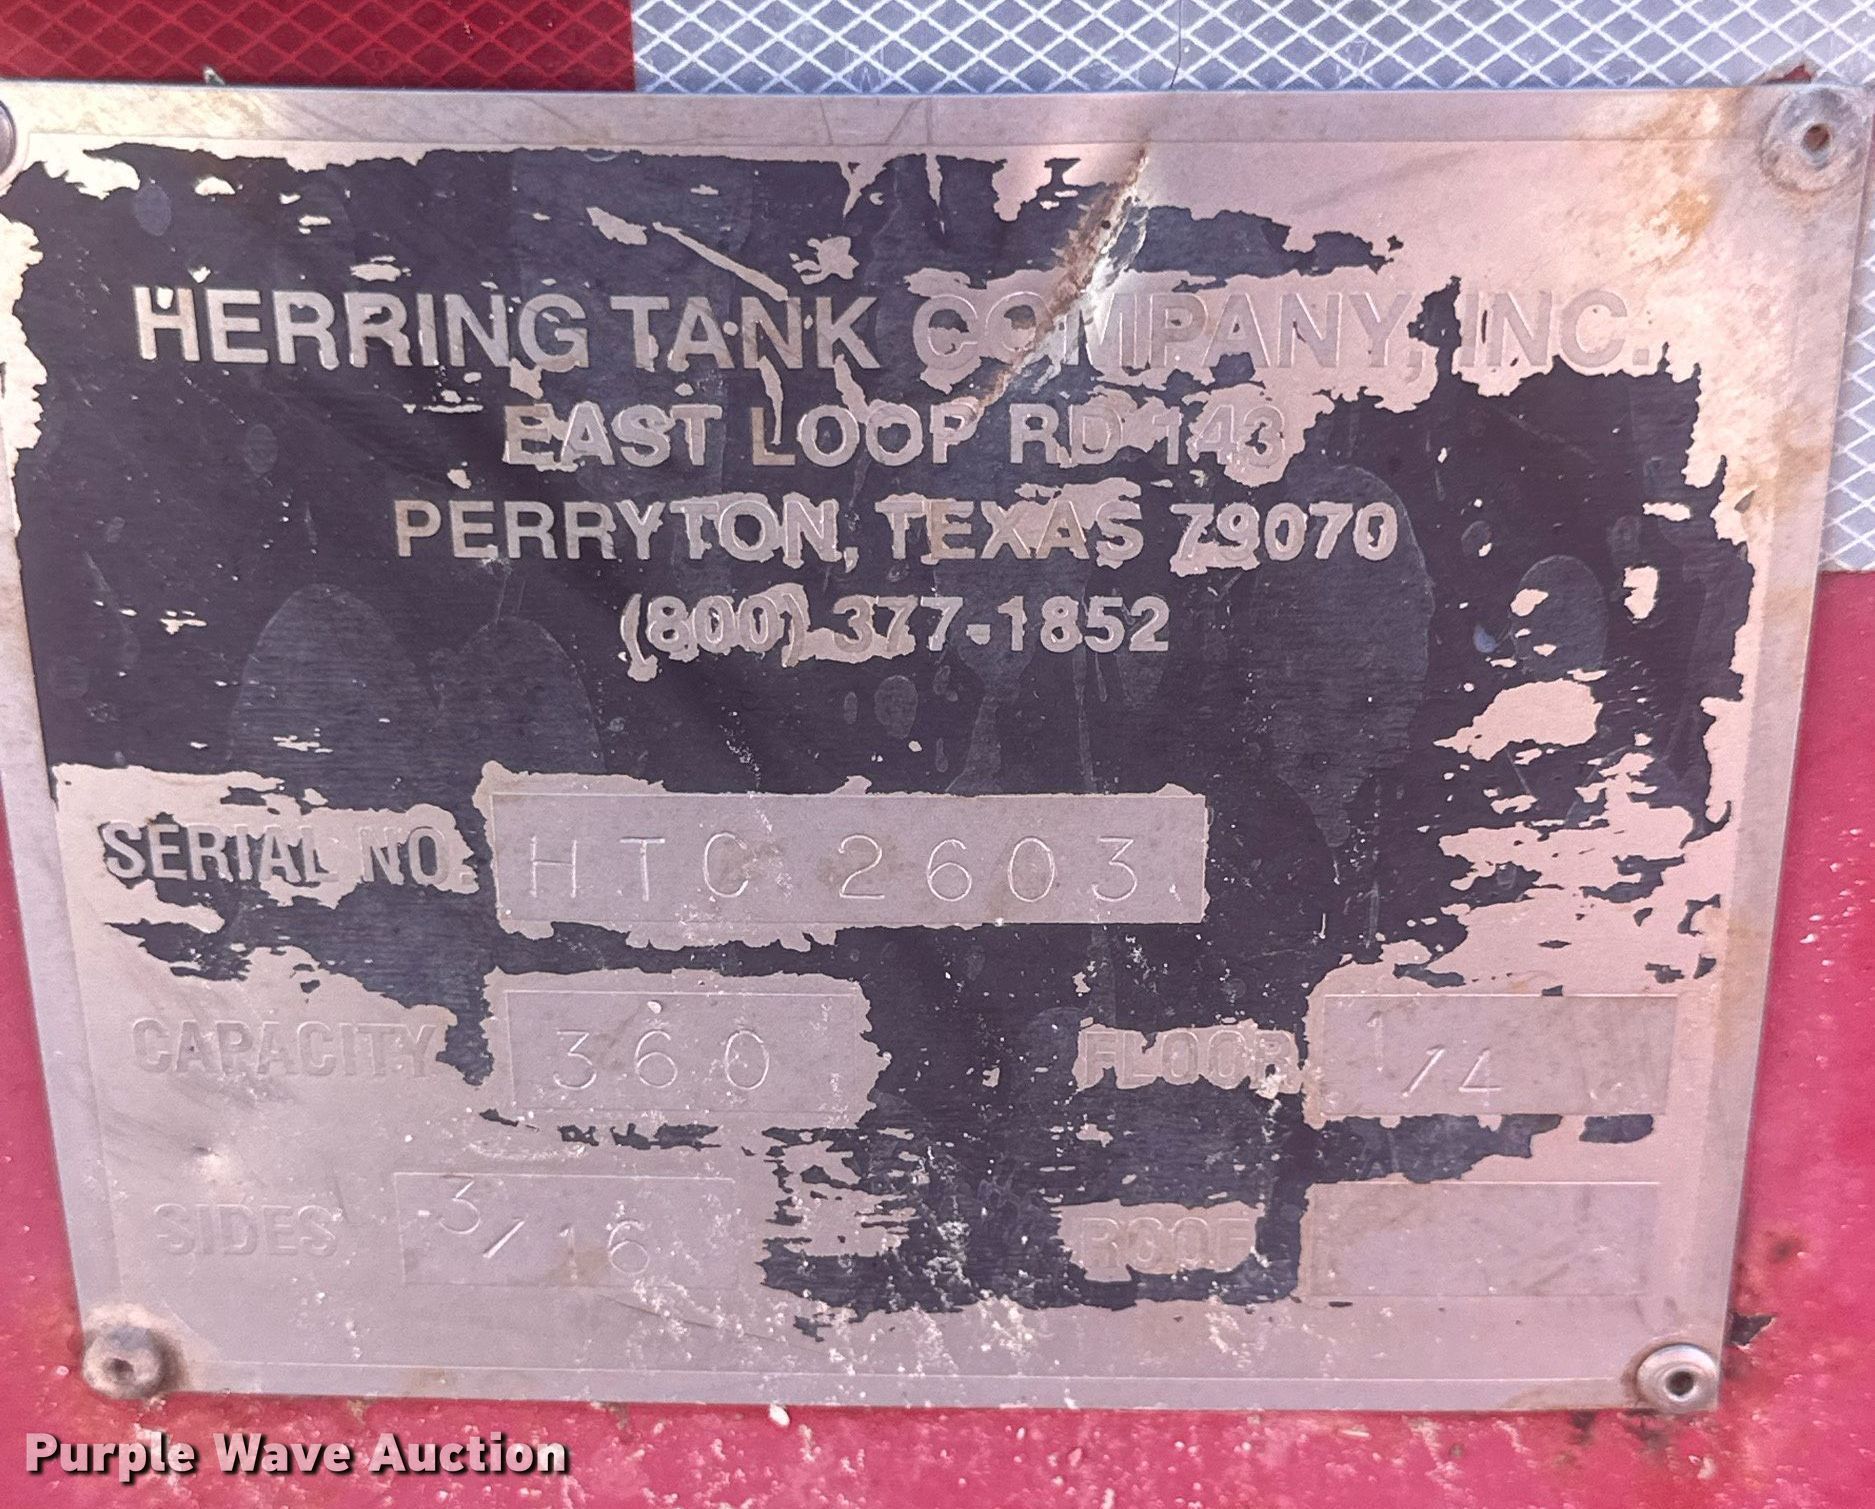 HERRING TANK COMPANY, INC.
EAST LOOP RD 143
PERRYTON, TEXAS 79070
(800) 377-1852
SERIAL NO. HTC 2603
CAPACITY 360 FLOOR 1/4
SIDES 3/16 ROOF
Purple Wave Auction